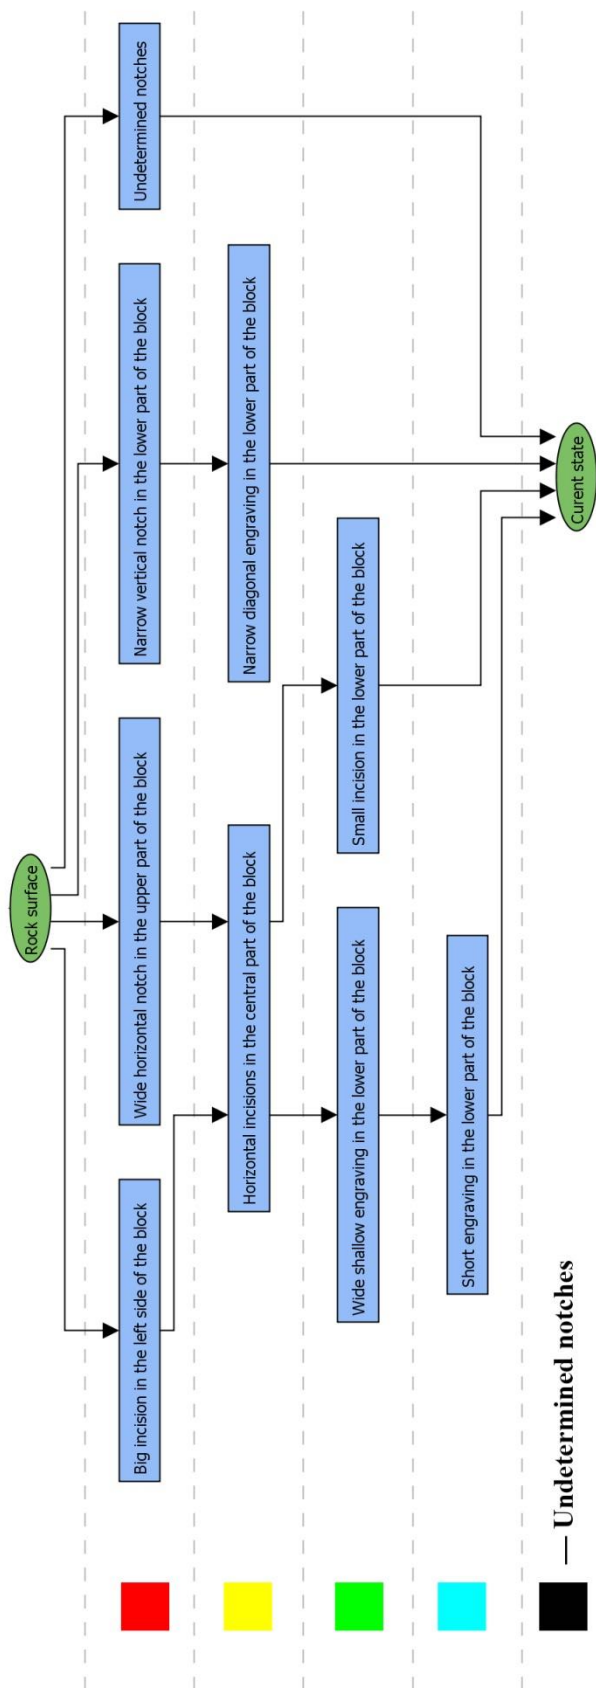 Rock surface
Big incision in the left side of the block
Wide horizontal notch in the upper part of the block
Narrow vertical notch in the lower part of the block
Undetermined notches
Horizontal incisions in the central part of the block
Narrow diagonal engraving in the lower part of the block
Wide shallow engraving in the lower part of the block
Small incision in the lower part of the block
Short engraving in the lower part of the block
Curent state
— Undetermined notches